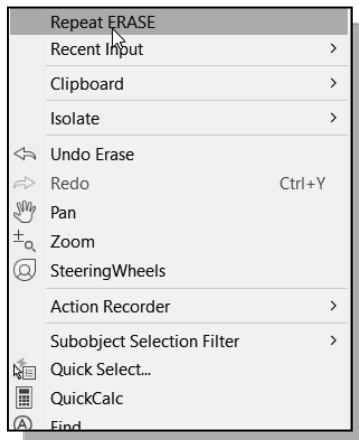 Repeat ERASE
Recent Input
Clipboard
Isolate
Undo Erase
Redo Ctrl+Y
Pan
Zoom
SteeringWheels
Action Recorder
Subobject Selection Filter
Quick Select...
QuickCalc
Find